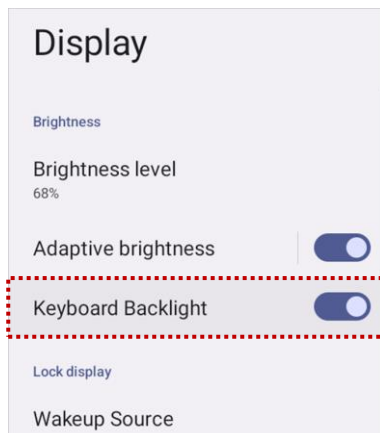 Display
Brightness
Brightness level
68%
Adaptive brightness
Keyboard Backlight
Lock display
Wakeup Source